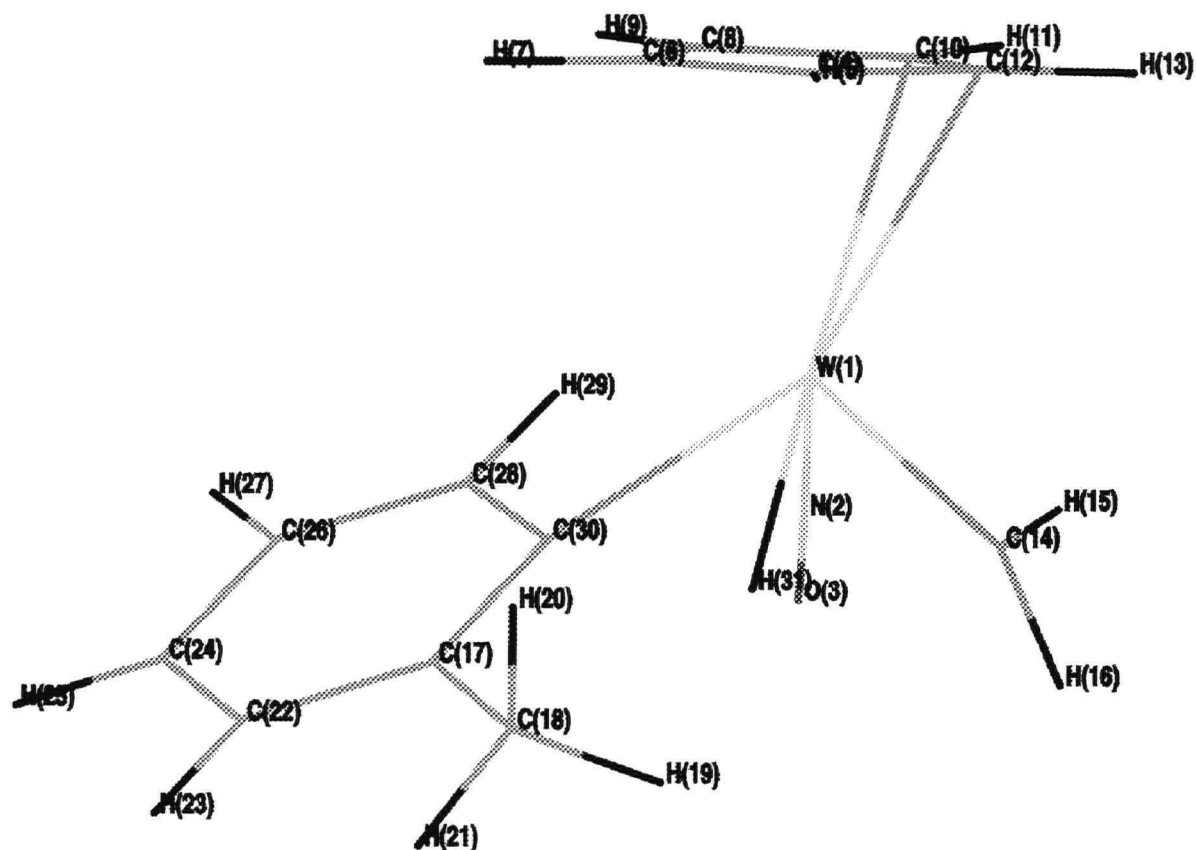 H(9)
C(8)
H(11)
C(10)
H(7)
C(6)
C(12)
H(13)
W(1)
H(29)
C(28)
H(27)
N(2)
H(15)
C(26)
C(30)
C(14)
H(31)
O(3)
H(20)
C(24)
C(17)
H(16)
H(25)
C(22)
C(18)
H(19)
H(23)
H(21)